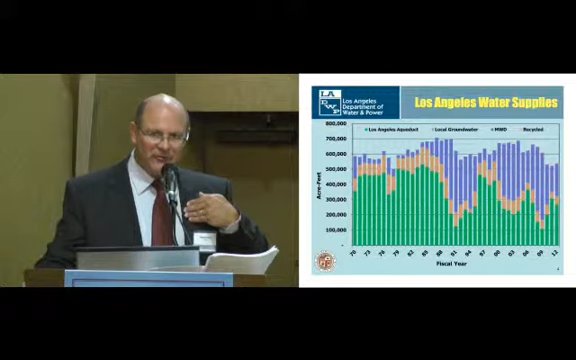 LA
DWP
Los Angeles
Department of
Water & Power
Los Angeles Water Supplies
Los Angeles Aqueduct
Local Groundwater
MWD
Recycled
800,000
700,000
600,000
500,000
400,000
300,000
200,000
100,000
-
Acre-Feet
70 73 76 79 82 85 88 91 94 97 00 03 06 09 12
Fiscal Year